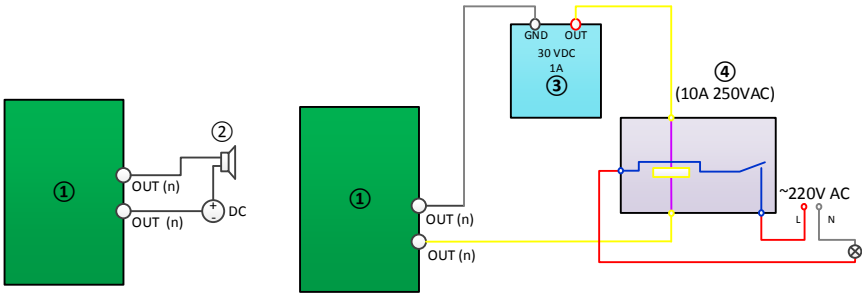 ①
②
OUT (n)
OUT (n)
+
-
DC
①
OUT (n)
OUT (n)
GND OUT
30 VDC
1A
③
④
(10A 250VAC)
~220V AC
L N